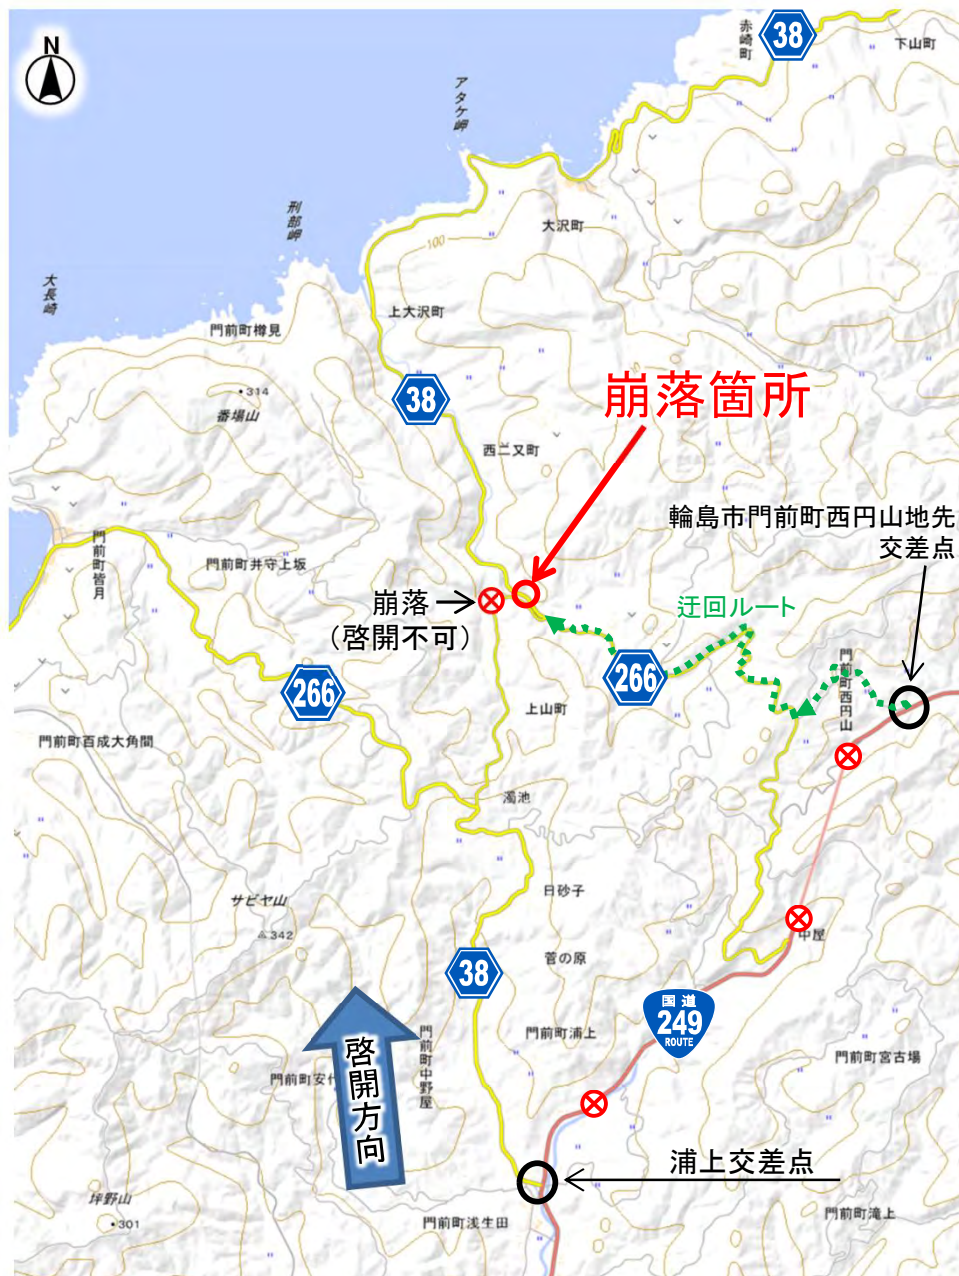 N
38
赤崎町
下山町
アタケ岬
大沢町
刑部岬
大長崎
100
上大沢町
門前町樽見
314
番場山
38
崩落箇所
西二又町
輪島市門前町西円山地先
交差点
門前町皆月
門前町井守上坂
崩落
（啓開不可）
迂回ルート
門前町西円山
266
266
上山町
門前町百成大角間
濁池
サビヤ山
342
日砂子
中屋
菅の原
38
国道
249
ROUTE
門前町浦上
門前町中野屋
門前町宮古場
啓開方向
浦上交差点
坪野山
301
門前町浅生田
門前町滝上